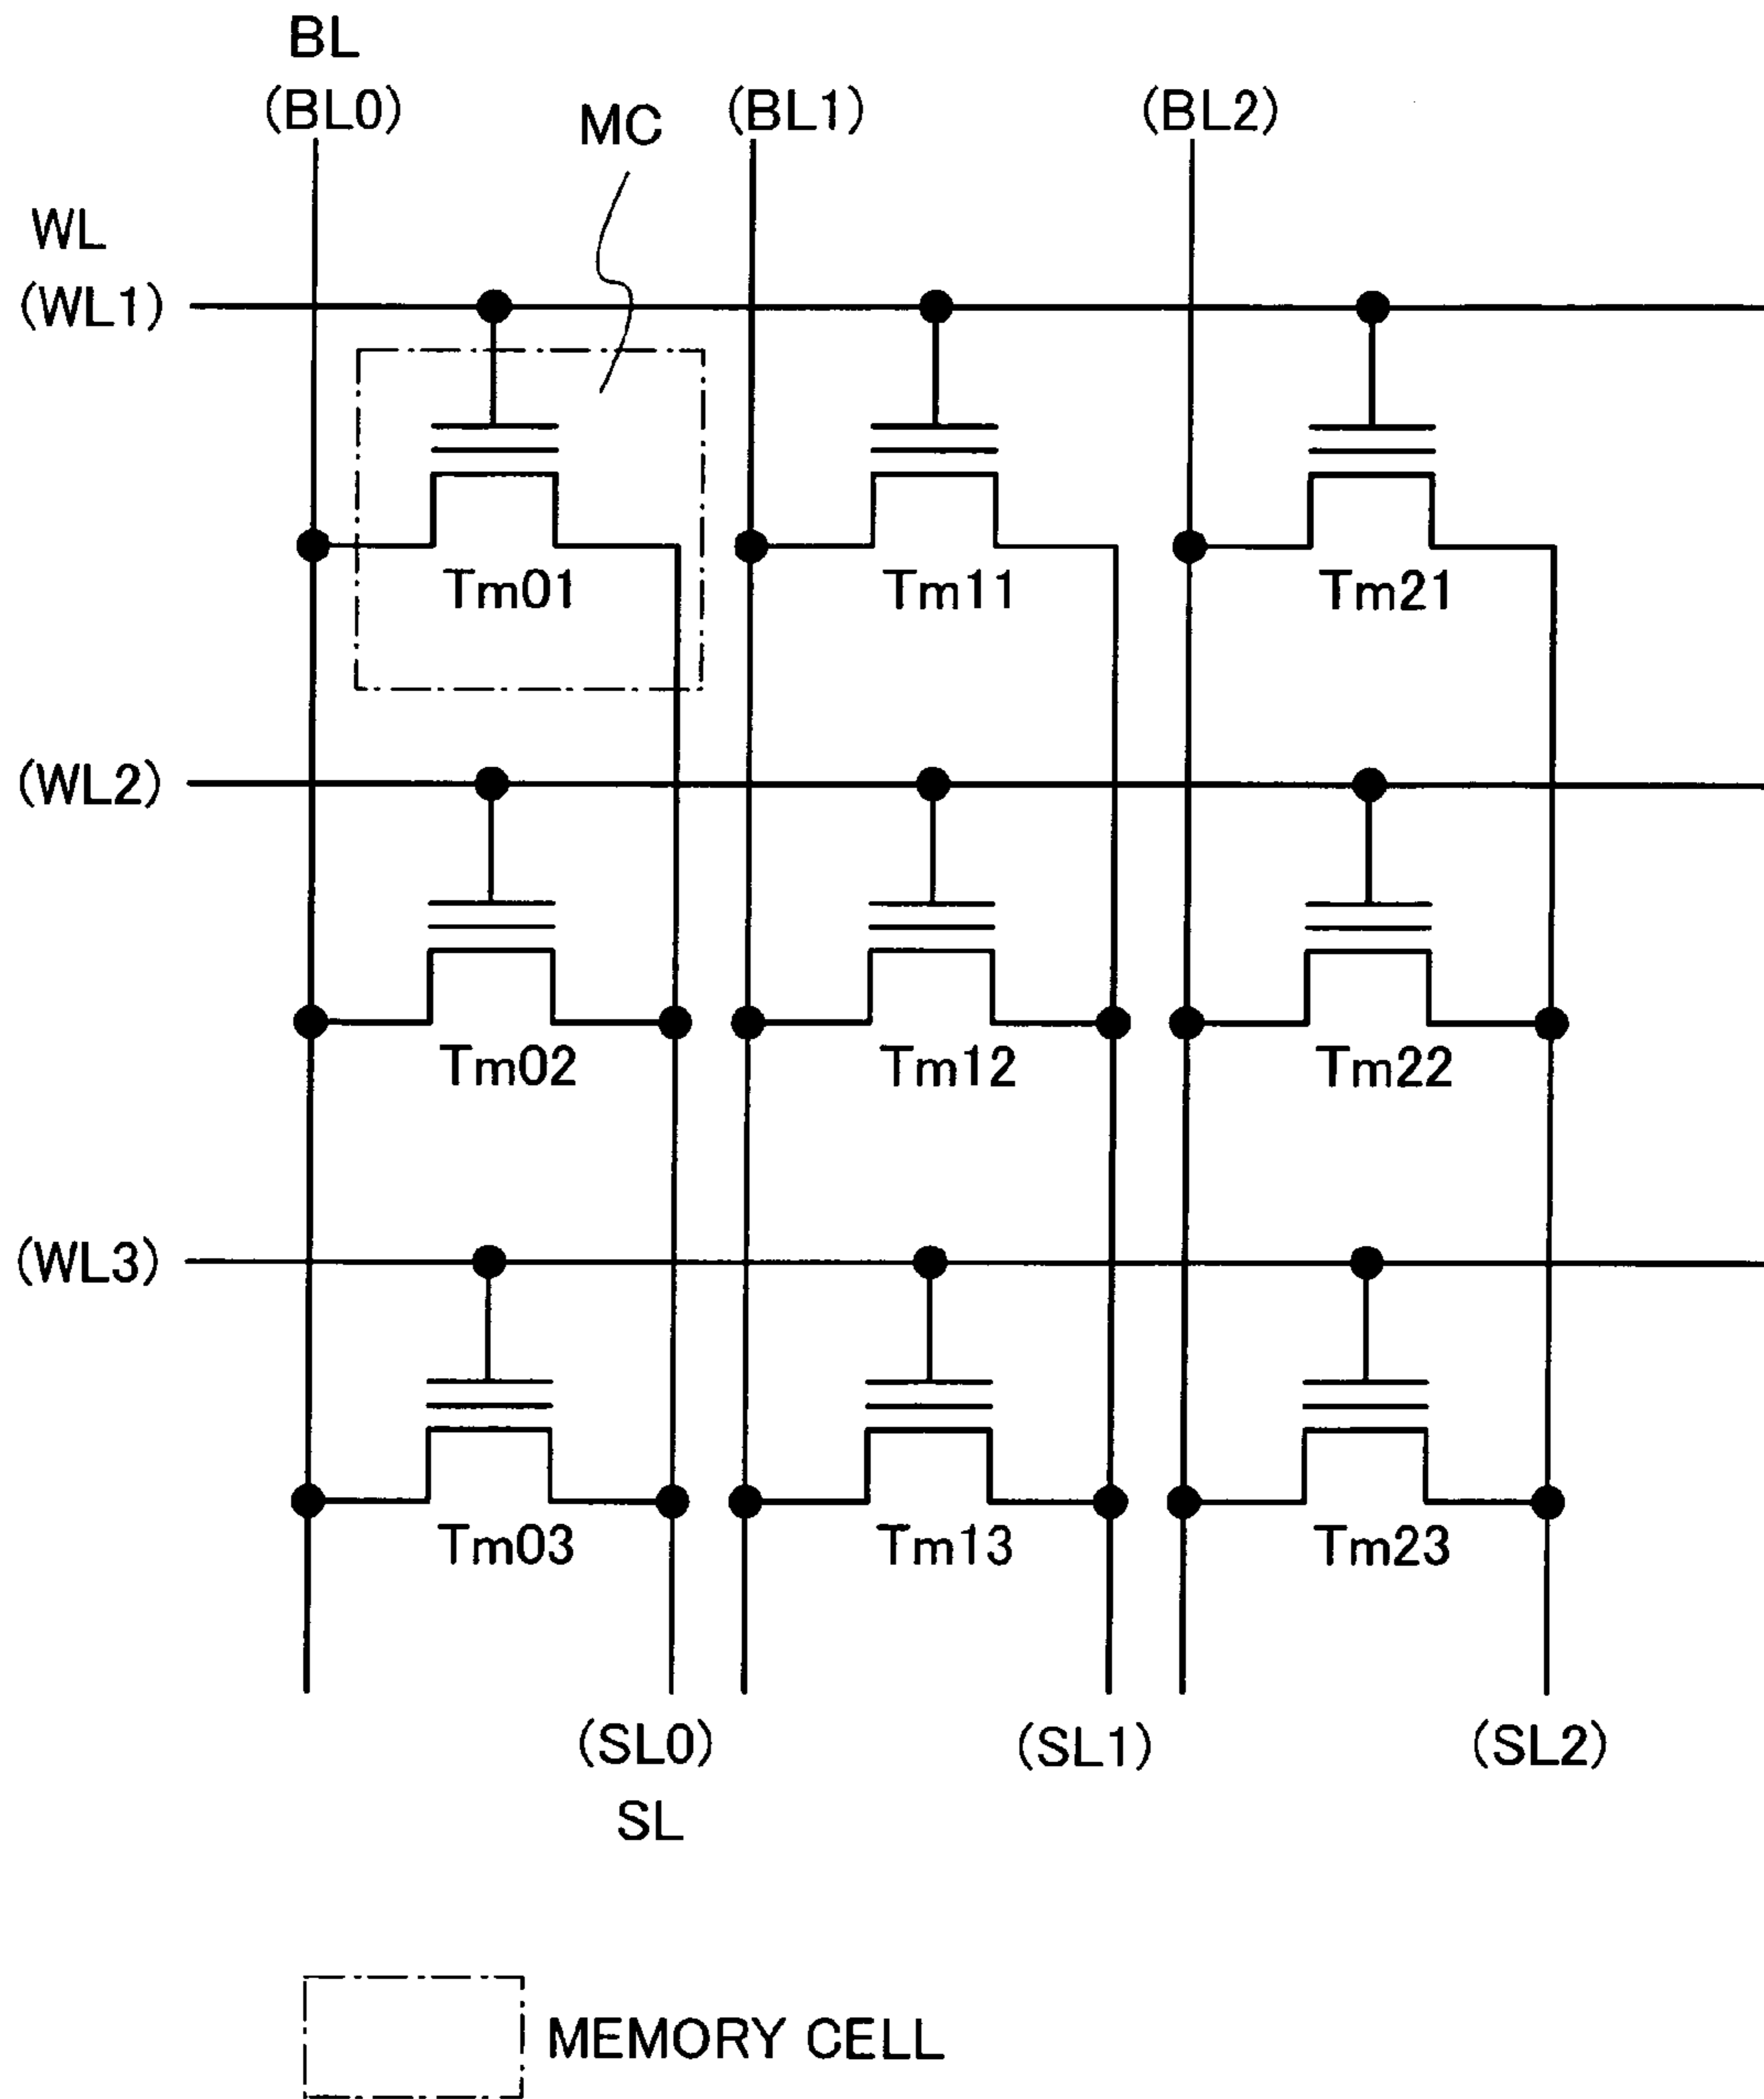 BL
(BL0)
MC
(BL1)
(BL2)
WL
(WL1)
Tm01
Tm11
Tm21
(WL2)
Tm02
Tm12
Tm22
(WL3)
Tm03
Tm13
Tm23
(SL0)
(SL1)
(SL2)
SL
MEMORY CELL